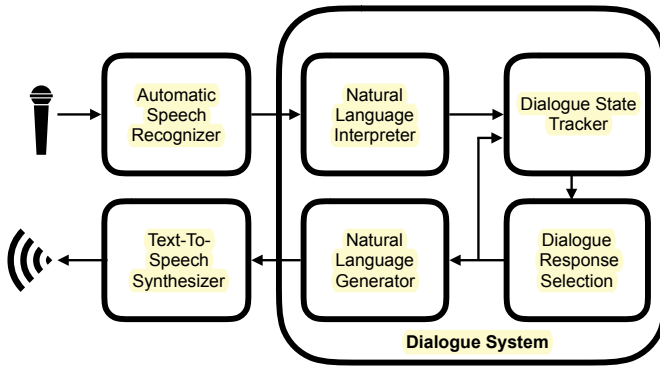 Automatic
Speech
Recognizer
Natural
Language
Interpreter
Dialogue State
Tracker
Text-To-
Speech
Synthesizer
Natural
Language
Generator
Dialogue
Response
Selection
Dialogue System